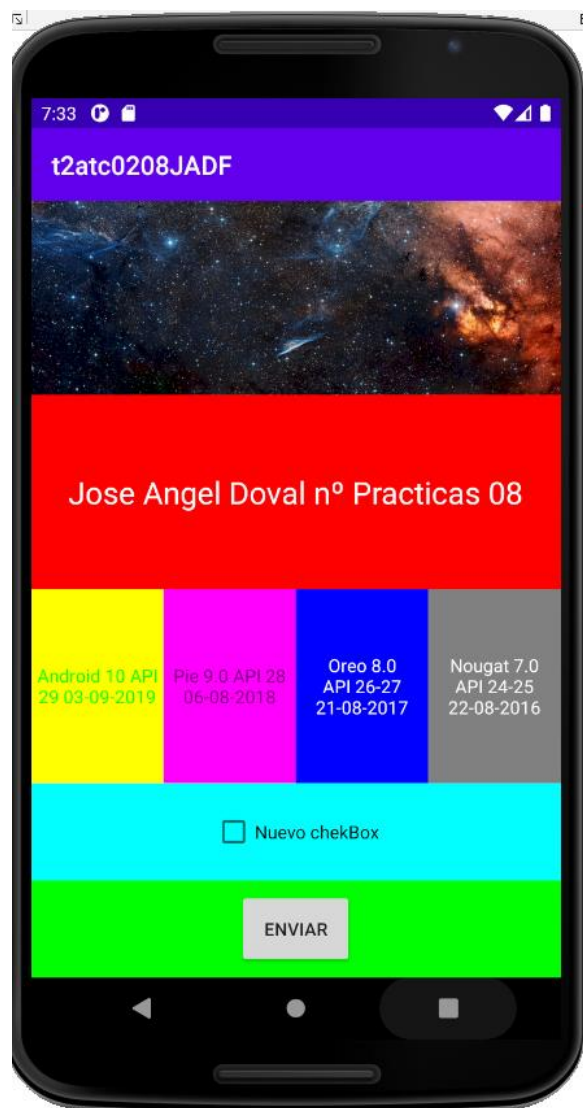 7:33
t2atc0208JADF
Jose Angel Doval nº Practicas 08
Android 10 API
29 03-09-2019
Pie 9.0 API 28
06-08-2018
Oreo 8.0
API 26-27
21-08-2017
Nougat 7.0
API 24-25
22-08-2016
Nuevo chekBox
ENVIAR